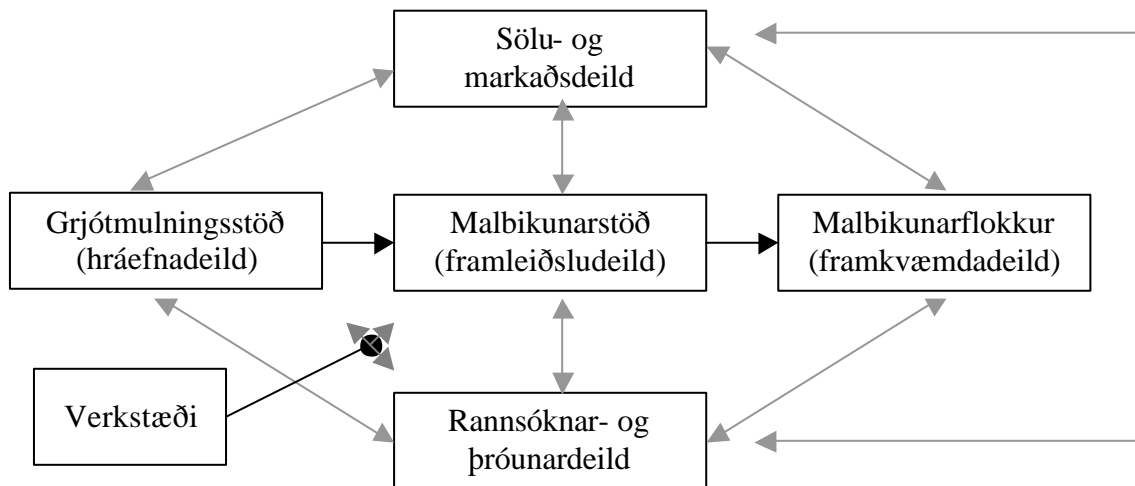 Sölu- og
markaðsdeild
Grjótmulningsstöð
(hráefnadeild)
Malbikunarstöð
(framleiðsludeild)
Malbikunarflokkur
(framkvæmdadeild)
Verkstæði
Rannsóknar- og
þróunardeild